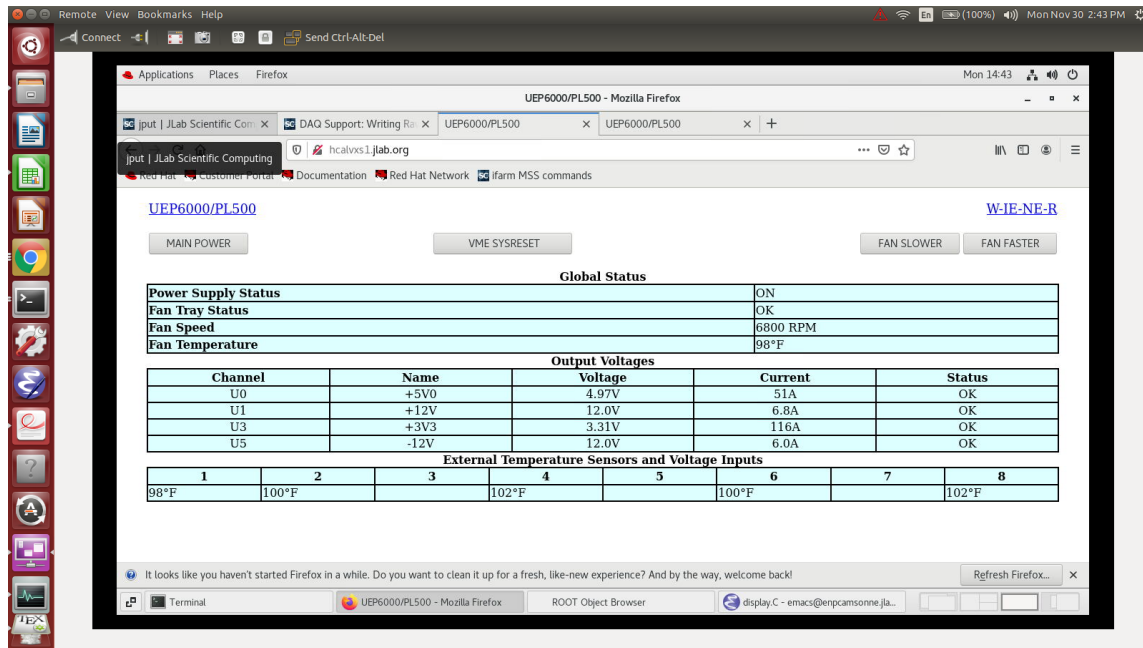 Remote View Bookmarks Help
En (100%) Mon Nov 30 2:43 PM
Connect Send Ctrl-Alt-Del
Applications Places Firefox Mon 14:43
UEP6000/PL500 - Mozilla Firefox
jput | JLab Scientific Com DAQ Support: Writing Ra UEP6000/PL500 UEP6000/PL500
hcalvxs1.jlab.org
jput | JLab Scientific Computing
Red Hat Customer Portal Documentation Red Hat Network ifarm MSS commands
UEP6000/PL500 W-IE-NE-R
MAIN POWER VME SYSRESET FAN SLOWER FAN FASTER
Global Status
Power Supply Status ON
Fan Tray Status OK
Fan Speed 6800 RPM
Fan Temperature 98°F
Output Voltages
Channel Name Voltage Current Status
U0 +5V0 4.97V 51A OK
U1 +12V 12.0V 6.8A OK
U3 +3V3 3.31V 116A OK
U5 -12V 12.0V 6.0A OK
External Temperature Sensors and Voltage Inputs
1 2 3 4 5 6 7 8
98°F 100°F 102°F 100°F 102°F
It looks like you haven't started Firefox in a while. Do you want to clean it up for a fresh, like-new experience? And by the way, welcome back! Refresh Firefox...
Terminal UEP6000/PL500 - Mozilla Firefox ROOT Object Browser display.C - emacs@enpcamsonne.jla...
TEX